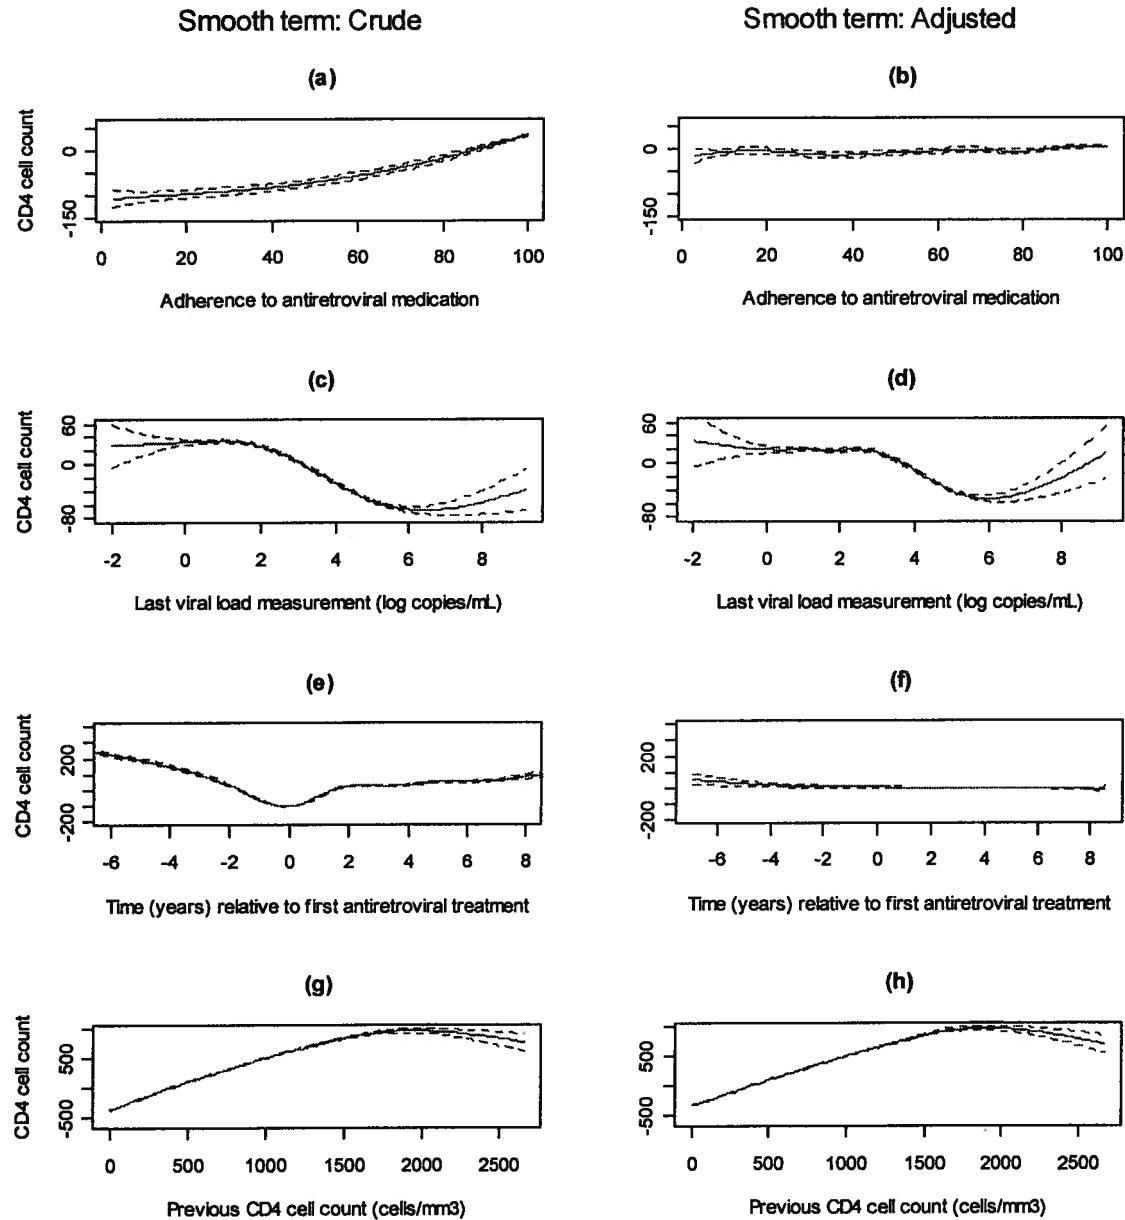 Smooth term: Crude
Smooth term: Adjusted
(a)
CD4 cell count
0
-150
0 20 40 60 80 100
Adherence to antiretroviral medication
(b)
0
-150
0 20 40 60 80 100
Adherence to antiretroviral medication
(c)
CD4 cell count
60
0
-80
-2 0 2 4 6 8
Last viral load measurement (log copies/mL)
(d)
60
0
-80
-2 0 2 4 6 8
Last viral load measurement (log copies/mL)
(e)
CD4 cell count
200
-200
-6 -4 -2 0 2 4 6 8
Time (years) relative to first antiretroviral treatment
(f)
200
-200
-6 -4 -2 0 2 4 6 8
Time (years) relative to first antiretroviral treatment
(g)
CD4 cell count
500
-500
0 500 1000 1500 2000 2500
Previous CD4 cell count (cells/mm3)
(h)
500
-500
0 500 1000 1500 2000 2500
Previous CD4 cell count (cells/mm3)